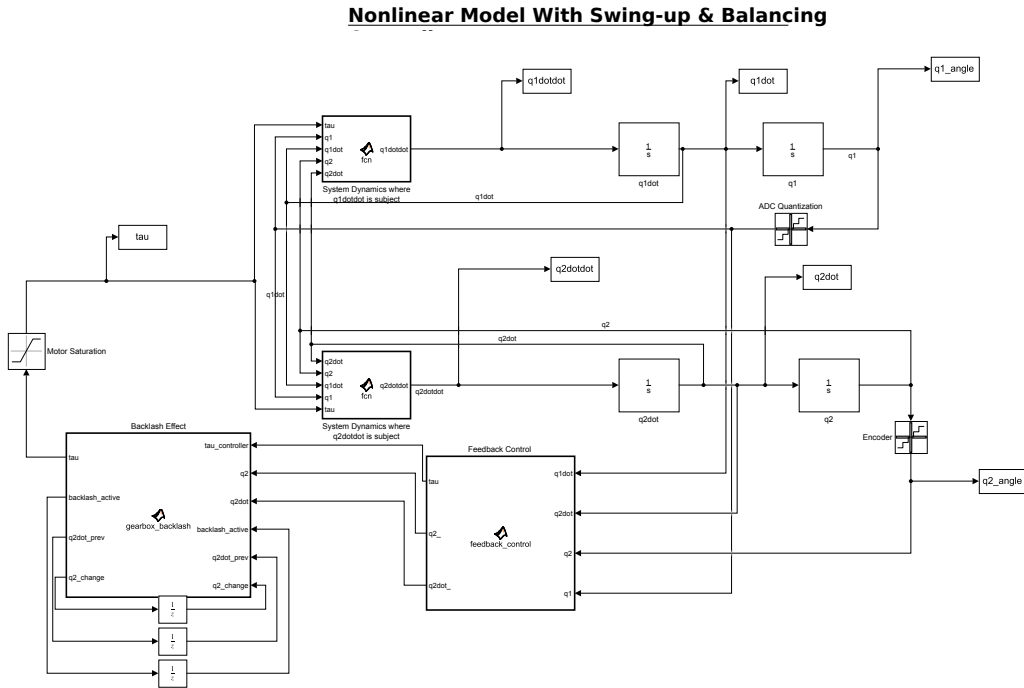 Nonlinear Model With Swing-up & Balancing
q1_angle
q1dotdot
q1dot
tau
q1
q1dot
q2
q2dot
fcn
q1dotdot
q1dotdot
1
s
q1dot
1
s
q1
q1
System Dynamics where
q1dotdot is subject
q1dot
ADC Quantization
tau
q2dotdot
q2dot
q1dot
q2
q2dot
Motor Saturation
q2dot
q2
q1dot
q1
tau
fcn
q2dotdot
q2dotdot
1
s
q2dot
1
s
q2
System Dynamics where
q2dotdot is subject
Encoder
q2_angle
Backlash Effect
tau
backlash_active
q2dot_prev
q2_change
gearbox_backlash
tau_controller
q2
q2dot
backlash_active
q2dot_prev
q2_change
Feedback Control
tau
q2_
q2dot_
feedback_control
q1dot
q2dot
q2
q1
1
z
1
z
1
z